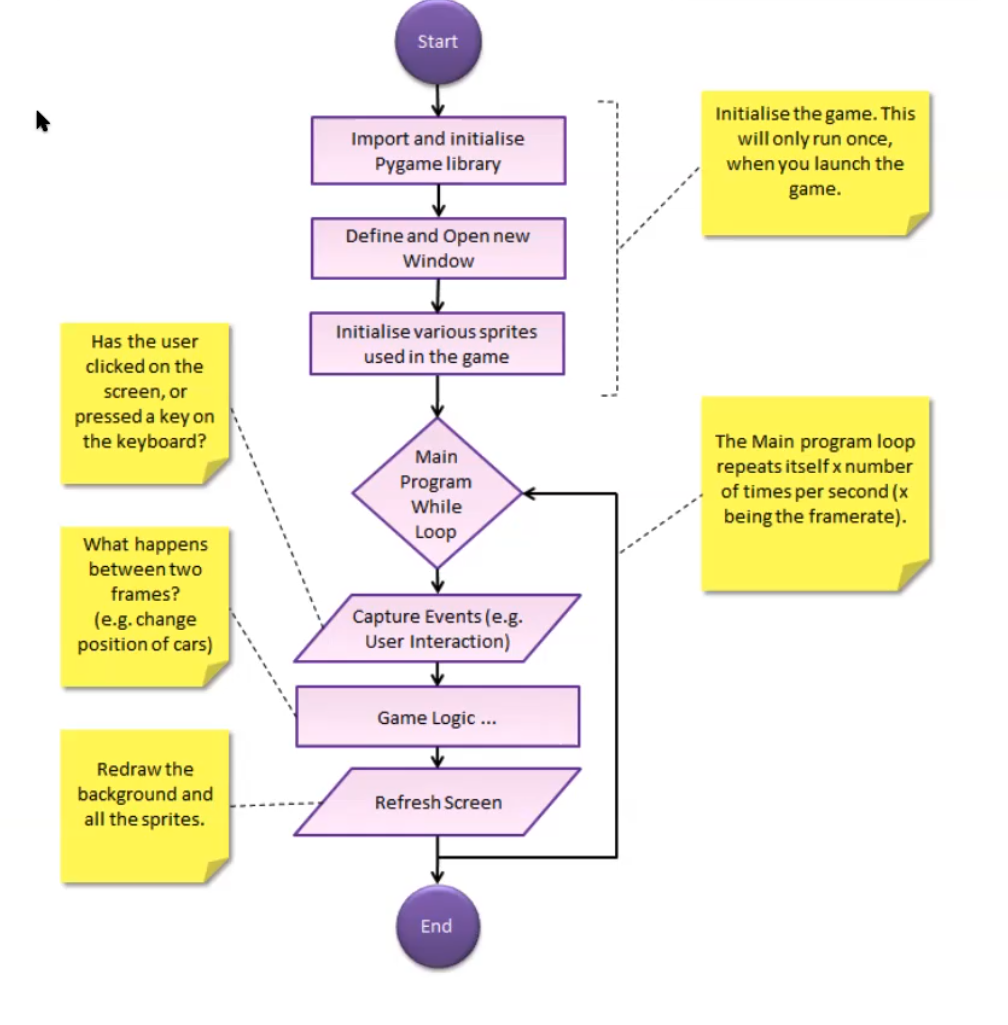 Start
Import and initialise
Pygame library
Define and Open new
Window
Initialise various sprites
used in the game
Initialise the game. This
will only run once,
when you launch the
game.
Main
Program
While
Loop
The Main program loop
repeats itself x number
of times per second (x
being the framerate).
Has the user
clicked on the
screen, or
pressed a key on
the keyboard?
Capture Events (e.g.
User Interaction)
What happens
between two
frames?
(e.g. change
position of cars)
Game Logic ...
Redraw the
background and
all the sprites.
Refresh Screen
End